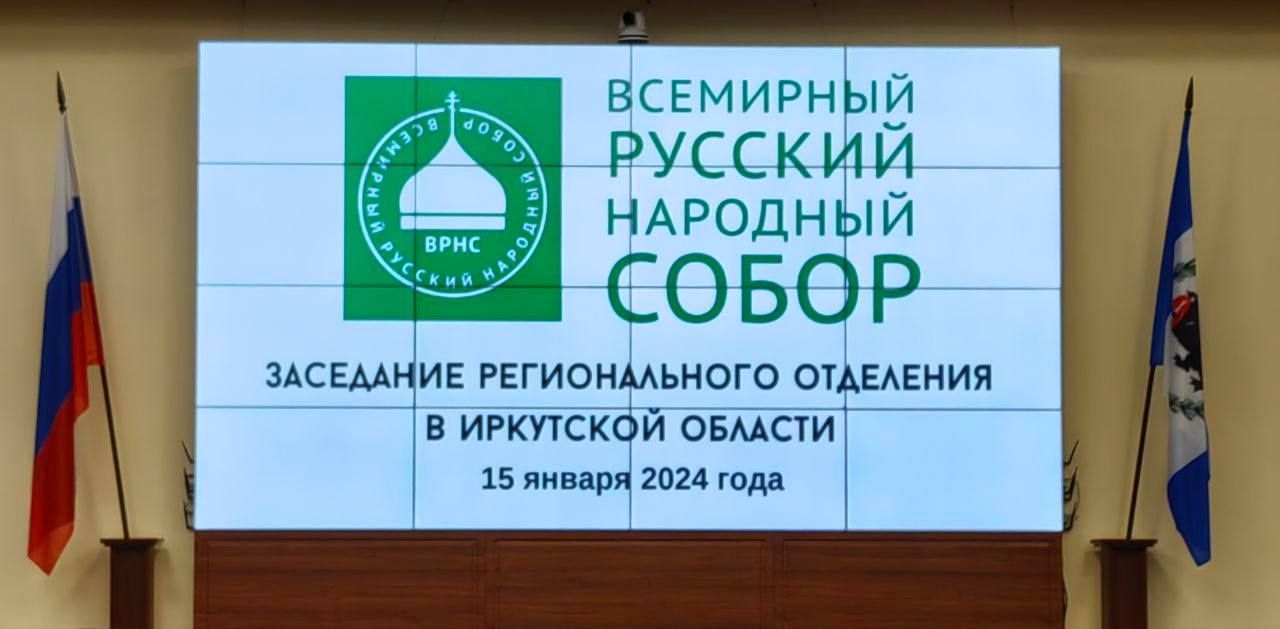 ВСЕМИРНЫЙ РУССКИЙ НАРОДНЫЙ СОБОР
ВРНС
ВСЕМИРНЫЙ
РУССКИЙ
НАРОДНЫЙ
СОБОР
ЗАСЕДАНИЕ РЕГИОНАЛЬНОГО ОТДЕЛЕНИЯ
В ИРКУТСКОЙ ОБЛАСТИ
15 января 2024 года